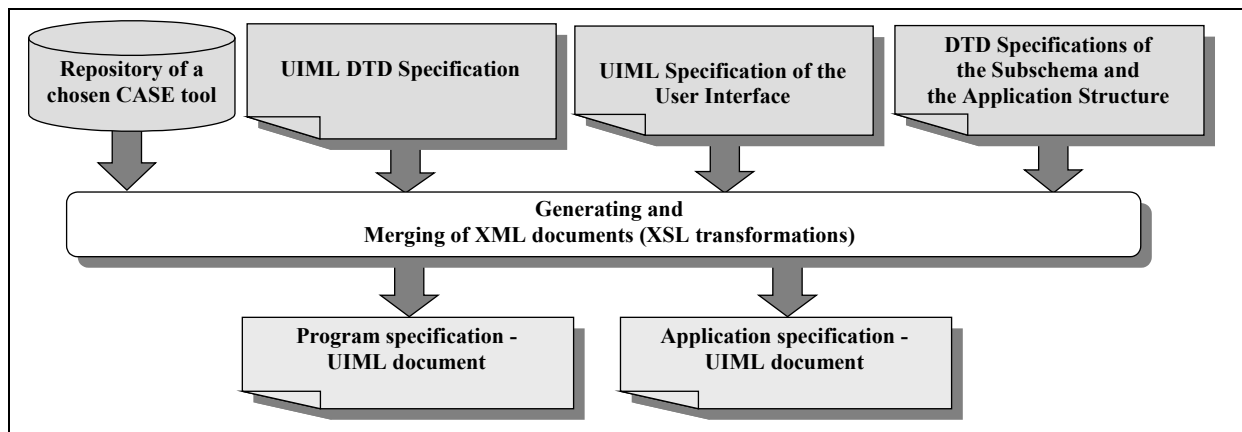 Repository of a
chosen CASE tool
UIML DTD Specification
UIML Specification of the
User Interface
DTD Specifications of
the Subschema and
the Application Structure
Generating and
Merging of XML documents (XSL transformations)
Program specification -
UIML document
Application specification -
UIML document